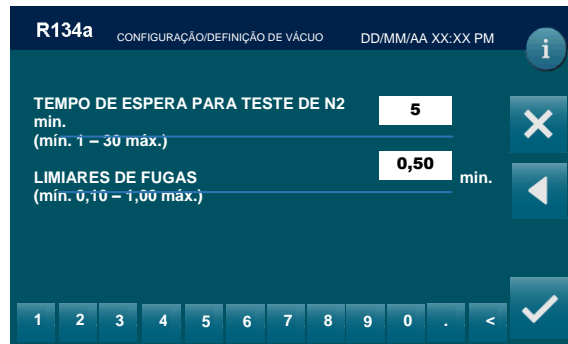 R134a CONFIGURAÇÃO/DEFINIÇÃO DE VÁCUO DD/MM/AA XX:XX PM
i
TEMPO DE ESPERA PARA TESTE DE N2 5
min.
(mín. 1 – 30 máx.)
LIMIARES DE FUGAS 0,50 min.
(mín. 0,10 – 1,00 máx.)
1 2 3 4 5 6 7 8 9 0 . <